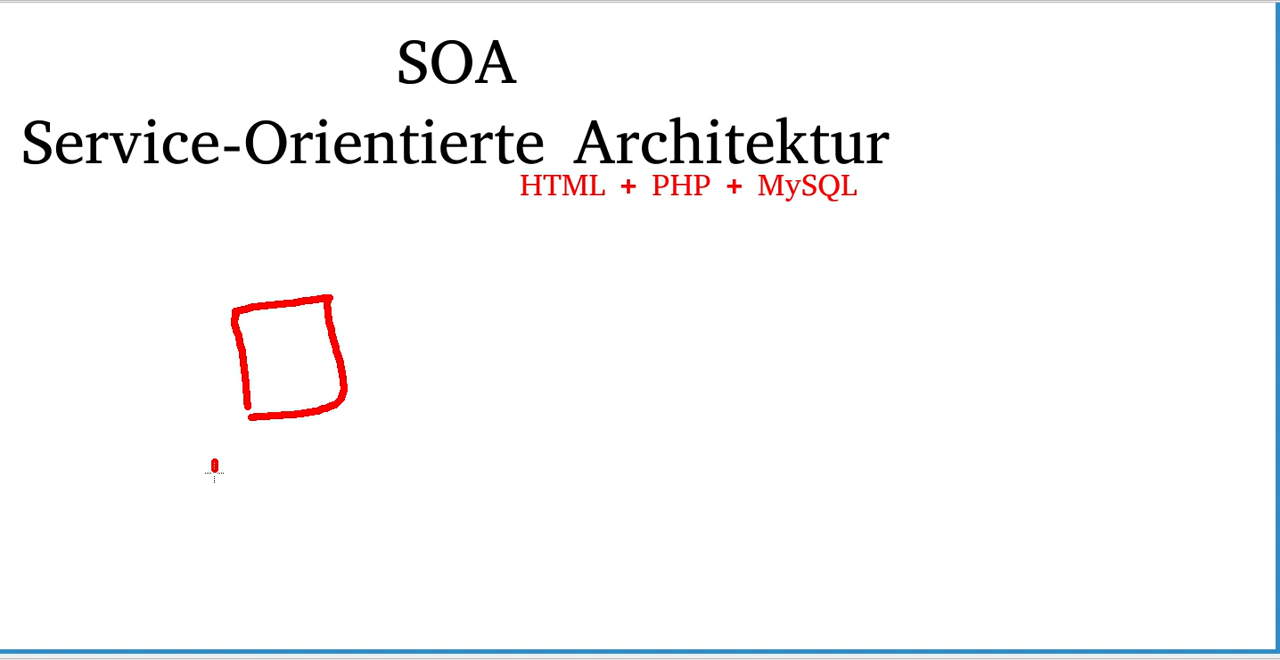 SOA
Service-Orientierte Architektur
HTML + PHP + MySQL